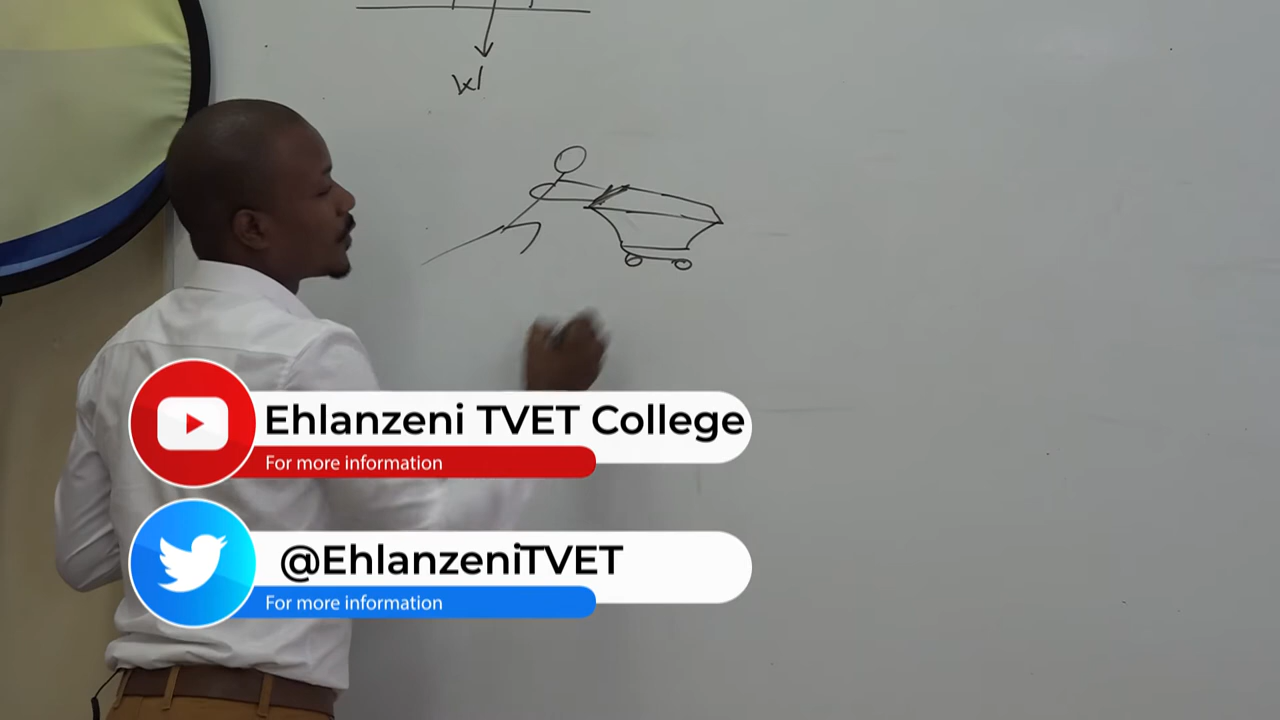 W
Ehlanzeni TVET College
For more information
@EhlanzeniTVET
For more information